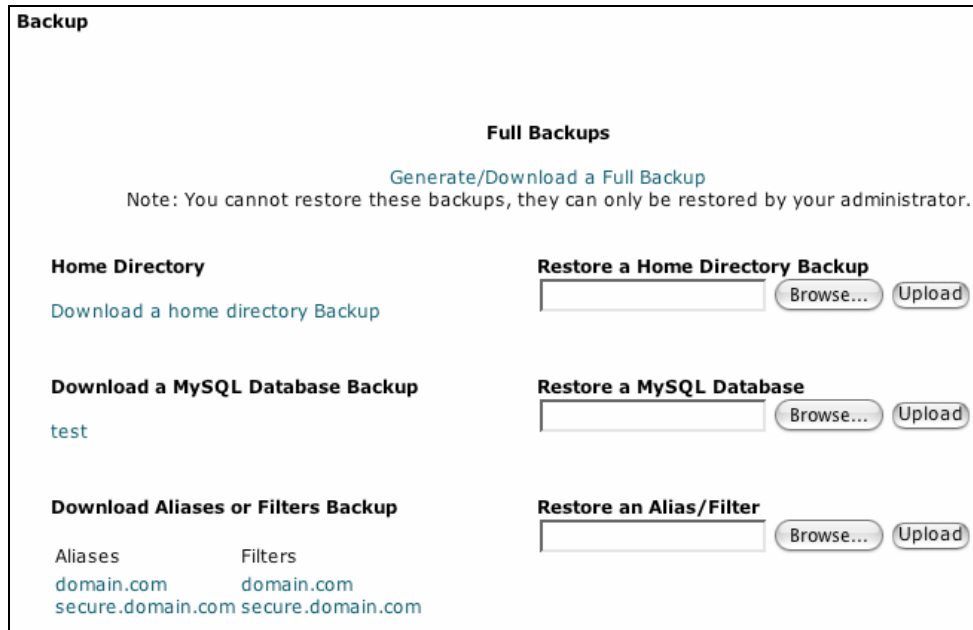 Backup
Full Backups
Generate/Download a Full Backup
Note: You cannot restore these backups, they can only be restored by your administrator.
Home Directory
Download a home directory Backup
Restore a Home Directory Backup
Browse... Upload
Download a MySQL Database Backup
test
Restore a MySQL Database
Browse... Upload
Download Aliases or Filters Backup
Aliases Filters
domain.com domain.com
secure.domain.com secure.domain.com
Restore an Alias/Filter
Browse... Upload